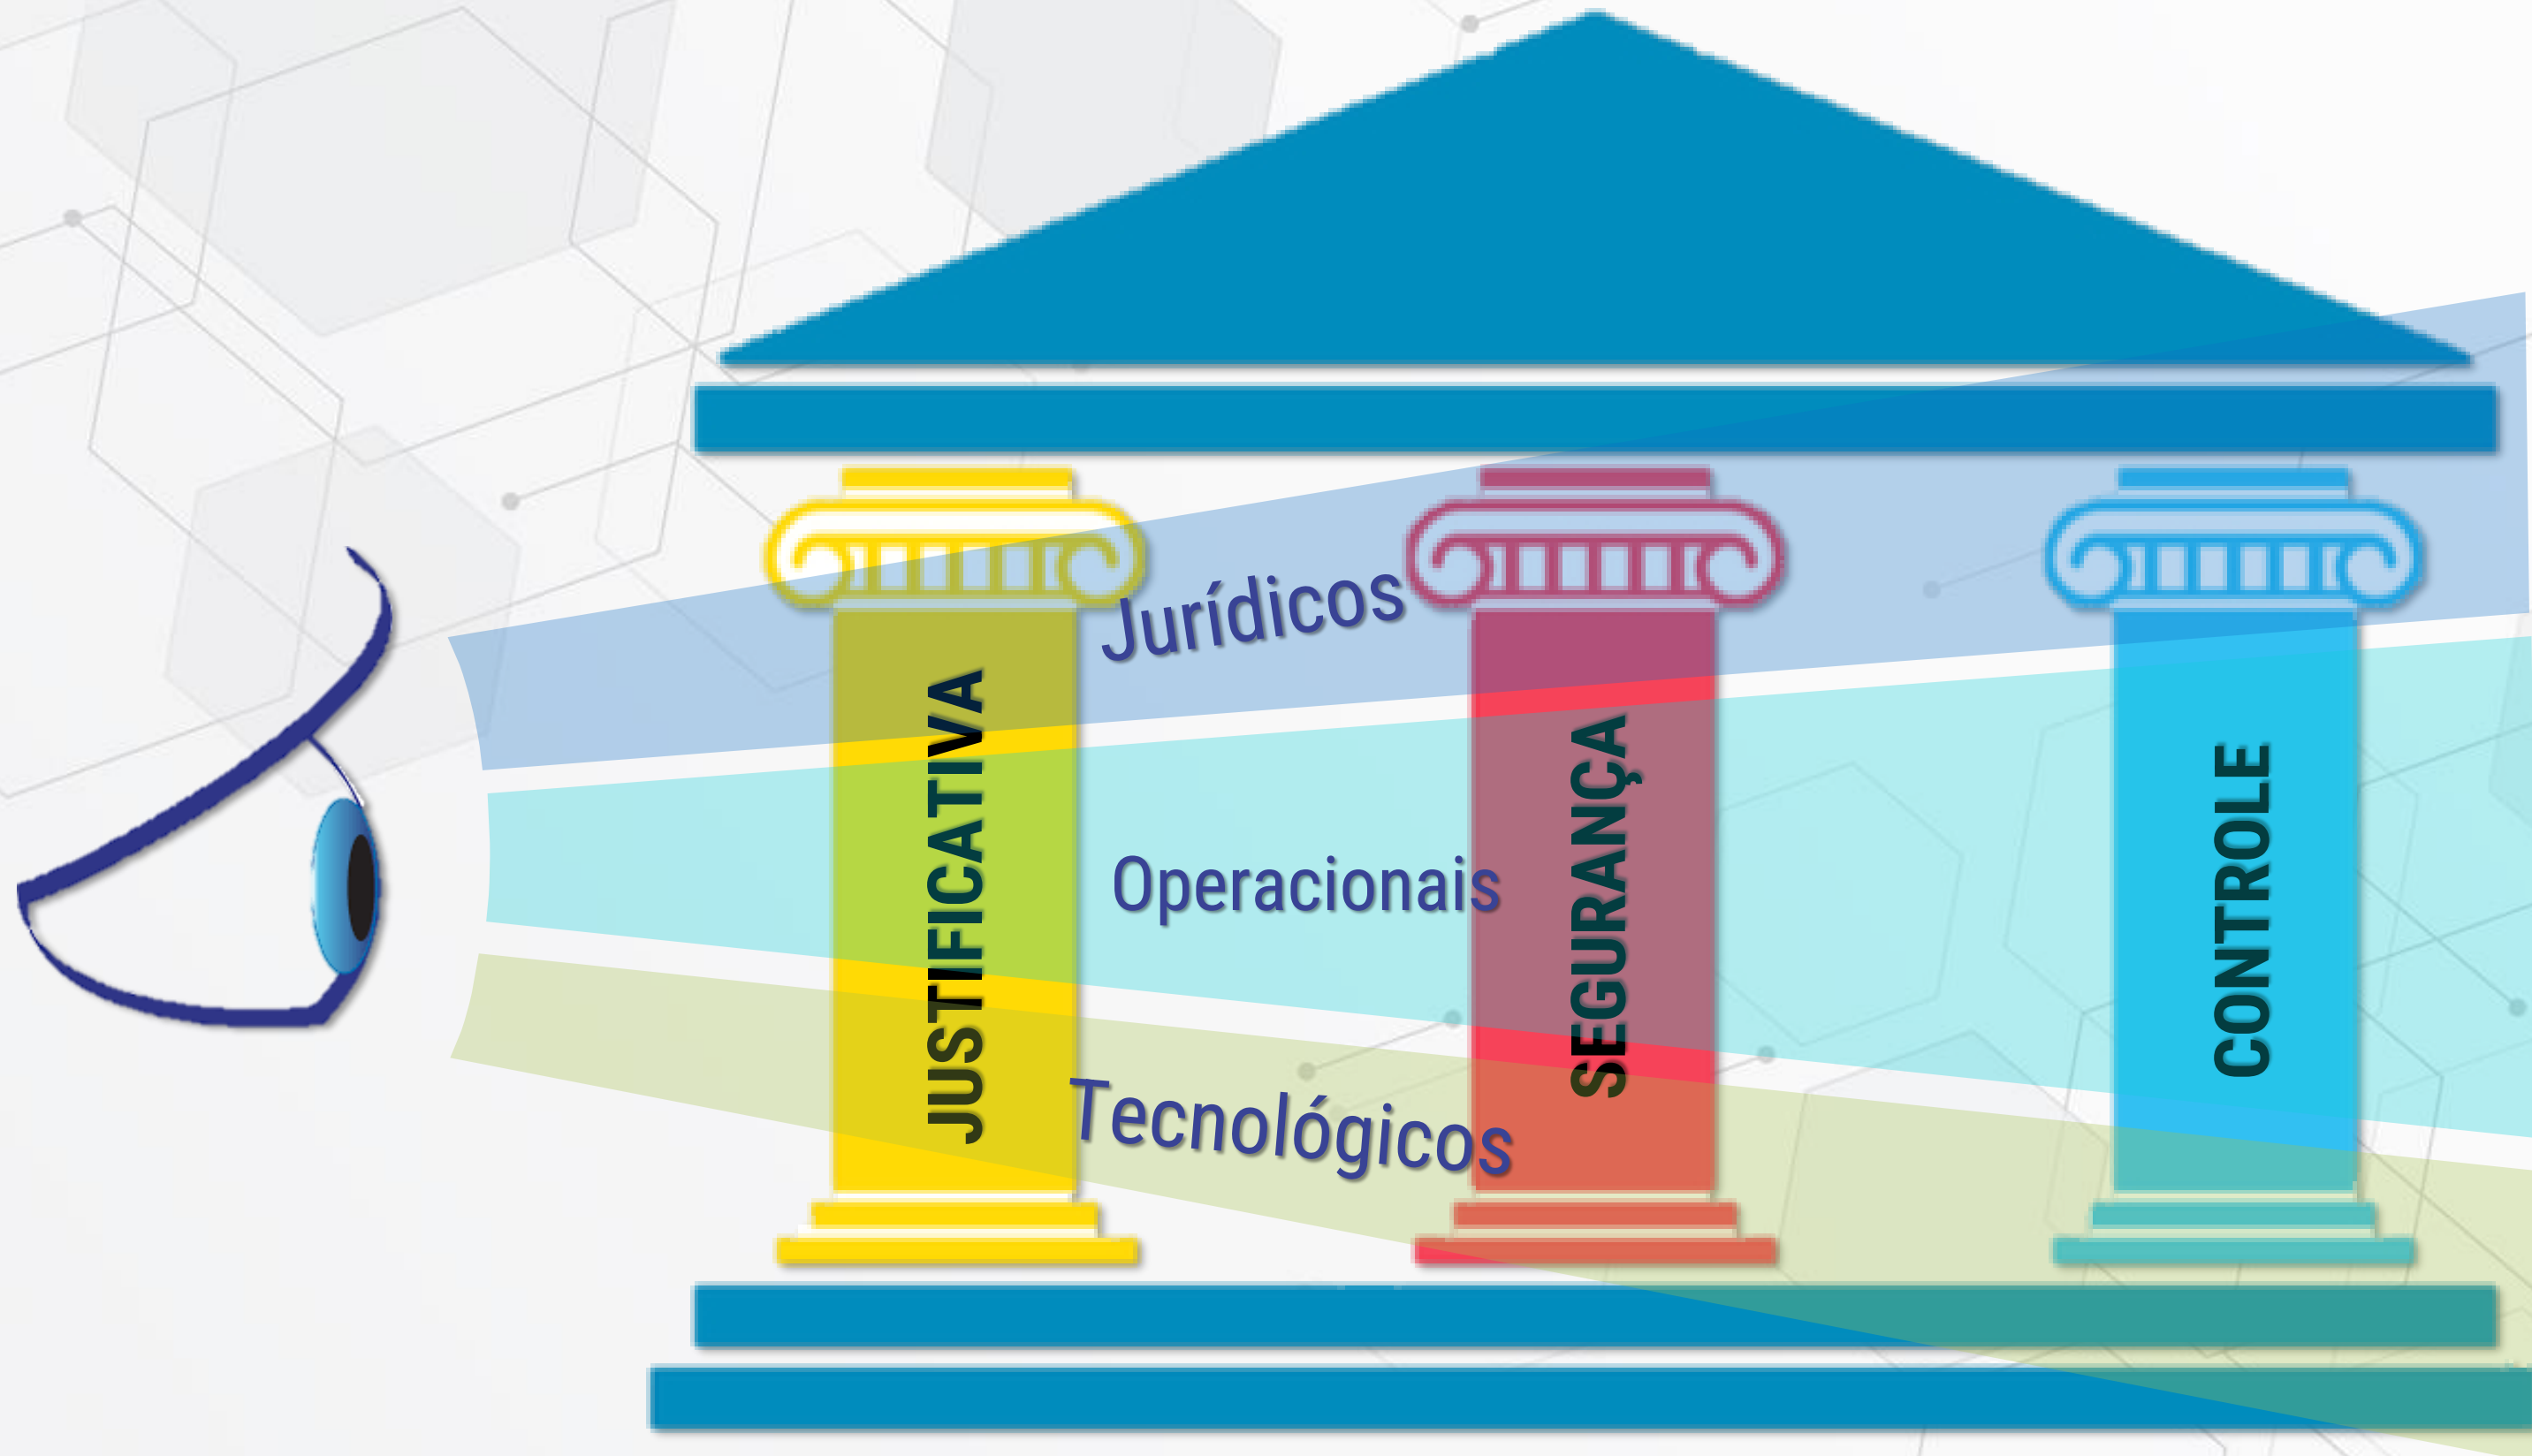 Jurídicos
Operacionais
Tecnológicos
JUSTIFICATIVA
SEGURANÇA
CONTROLE